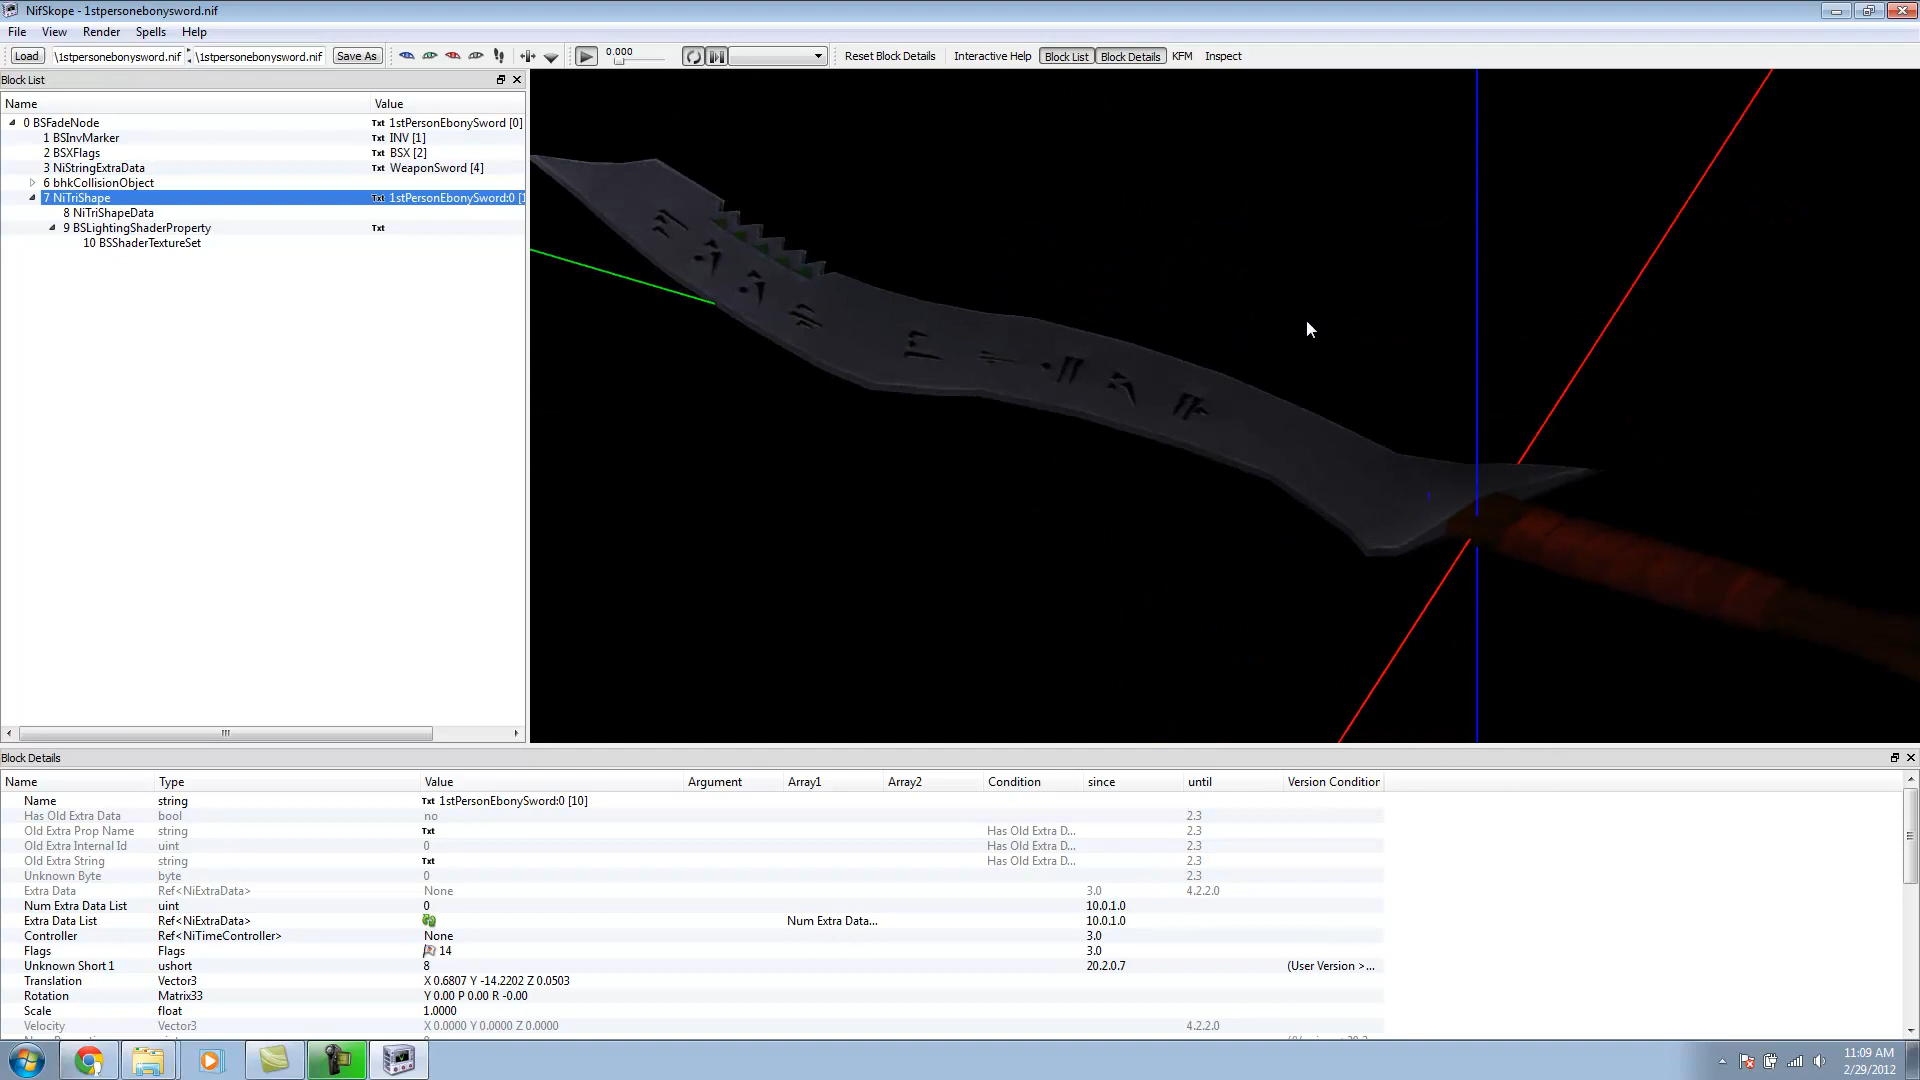 NifSkope - 1stpersonebonysword.nif
File View Render Spells Help
Load \1stpersonebonysword.nif \1stpersonebonysword.nif Save As 0.000 Reset Block Details Interactive Help Block List Block Details KFM Inspect
Block List
Name Value
0 BSFadeNode Txt 1stPersonEbonySword [0]
1 BSInvMarker Txt INV [1]
2 BSXFlags Txt BSX [2]
3 NiStringExtraData Txt WeaponSword [4]
6 bhkCollisionObject
7 NiTriShape Txt 1stPersonEbonySword:0 [1
8 NiTriShapeData
9 BSLightingShaderProperty Txt
10 BSShaderTextureSet
Block Details
Name Type Value Argument Array1 Array2 Condition since until Version Condition
Name string Txt 1stPersonEbonySword:0 [10]
Has Old Extra Data bool no 2.3
Old Extra Prop Name string Txt Has Old Extra D... 2.3
Old Extra Internal Id uint 0 Has Old Extra D... 2.3
Old Extra String string Txt Has Old Extra D... 2.3
Unknown Byte byte 0 2.3
Extra Data Ref<NiExtraData> None 3.0 4.2.2.0
Num Extra Data List uint 0 10.0.1.0
Extra Data List Ref<NiExtraData> Num Extra Data... 10.0.1.0
Controller Ref<NiTimeController> None 3.0
Flags Flags 14 3.0
Unknown Short 1 ushort 8 20.2.0.7 (User Version >...
Translation Vector3 X 0.6807 Y -14.2202 Z 0.0503
Rotation Matrix33 Y 0.00 P 0.00 R -0.00
Scale float 1.0000
Velocity Vector3 X 0.0000 Y 0.0000 Z 0.0000 4.2.2.0
11:09 AM
2/29/2012